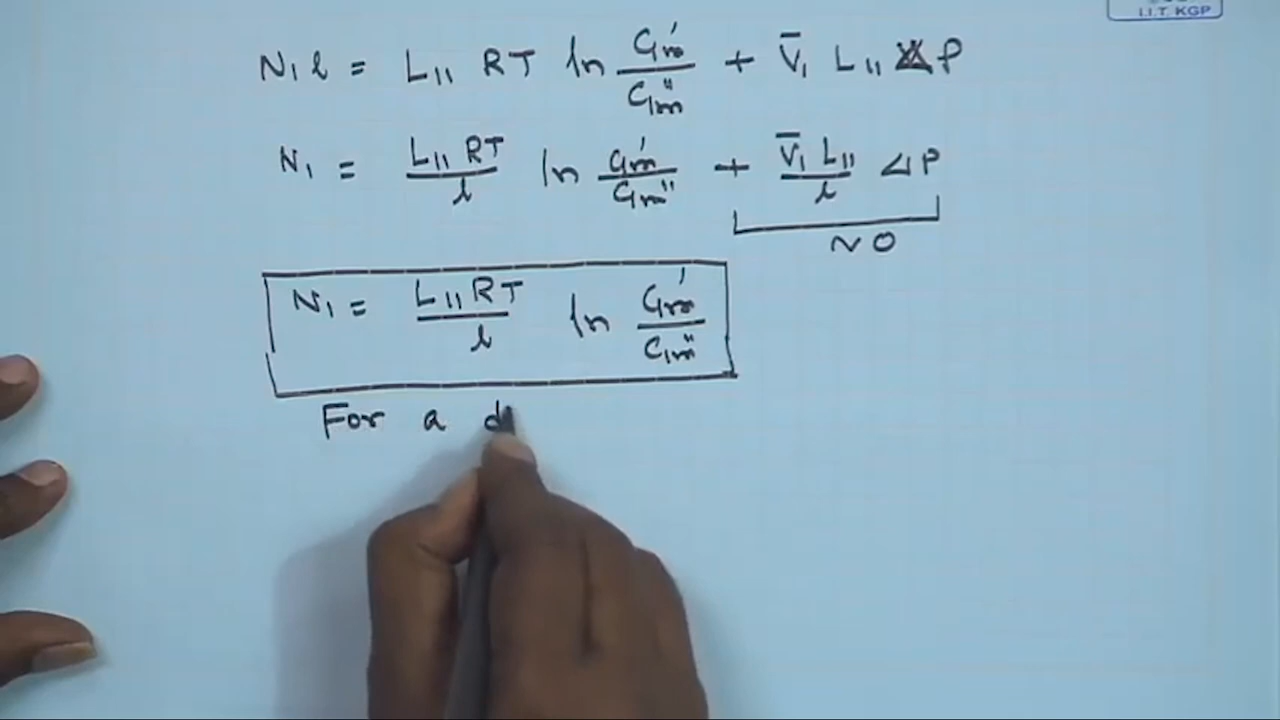 I.I.T. KGP
N₁ l = L₁₁ RT ln C₁ₘ' / C₁ₘ'' + V̄₁ L₁₁ ΔP
N₁ = L₁₁ RT / l ln C₁ₘ' / C₁ₘ'' + V̄₁ L₁₁ / l ΔP
~ 0
N₁ = L₁₁ RT / l ln C₁ₘ' / C₁ₘ''
For a d